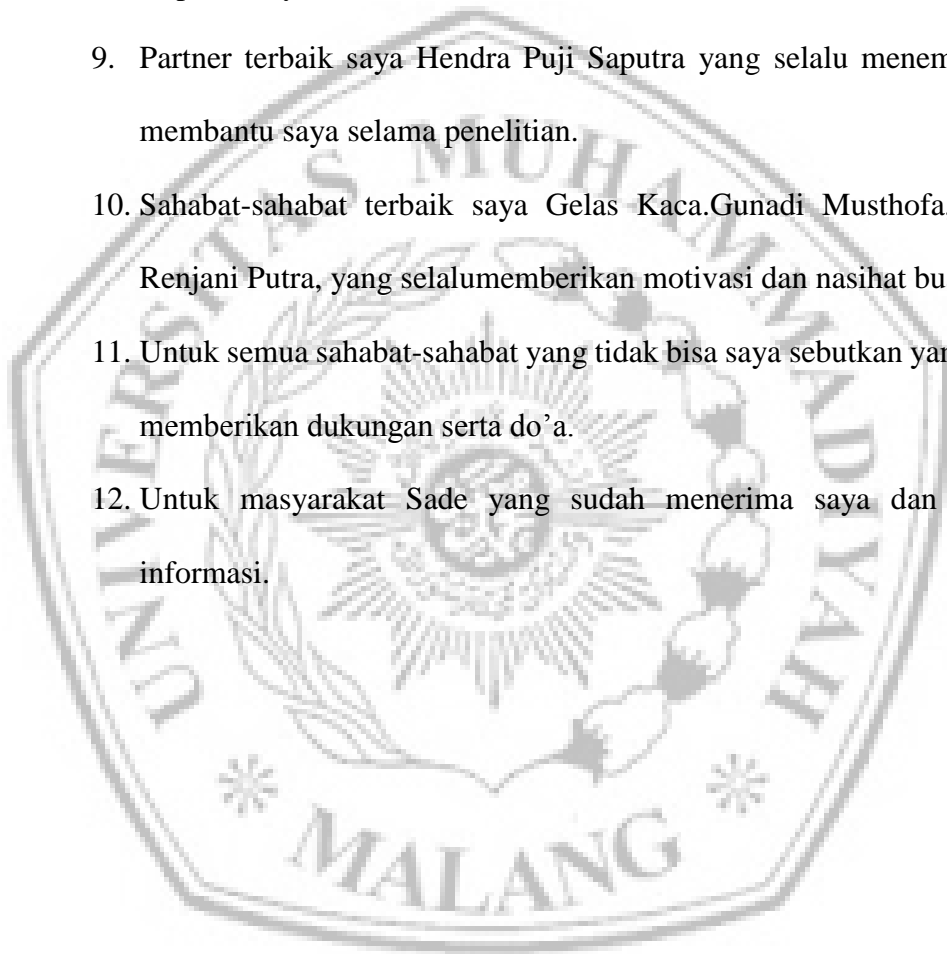 9. Partner terbaik saya Hendra Puji Saputra yang selalu menem
membantu saya selama penelitian.
10. Sahabat-sahabat terbaik saya Gelas Kaca.Gunadi Musthofa.
Renjani Putra, yang selalumemberikan motivasi dan nasihat bu
11. Untuk semua sahabat-sahabat yang tidak bisa saya sebutkan yan
memberikan dukungan serta do’a.
12. Untuk masyarakat Sade yang sudah menerima saya dan
informasi.
UNIVERSITAS MUHAMMADIYAH
MALANG